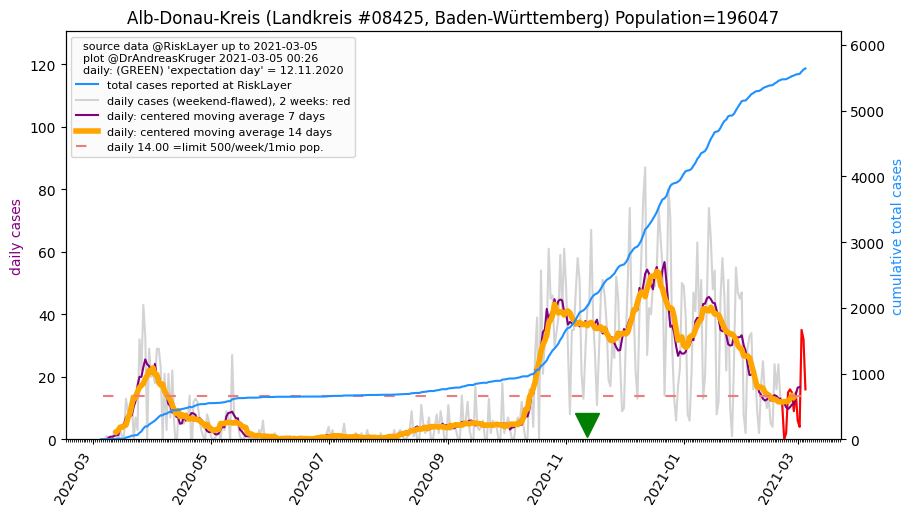 Alb-Donau-Kreis (Landkreis #08425, Baden-Württemberg) Population=196047
source data @RiskLayer up to 2021-03-05
plot @DrAndreasKruger 2021-03-05 00:26
daily: (GREEN) 'expectation day' = 12.11.2020
total cases reported at RiskLayer
daily cases (weekend-flawed), 2 weeks: red
daily: centered moving average 7 days
daily: centered moving average 14 days
daily 14.00 =limit 500/week/1mio pop.
daily cases
0
20
40
60
80
100
120
cumulative total cases
0
1000
2000
3000
4000
5000
6000
2020-03
2020-05
2020-07
2020-09
2020-11
2021-01
2021-03